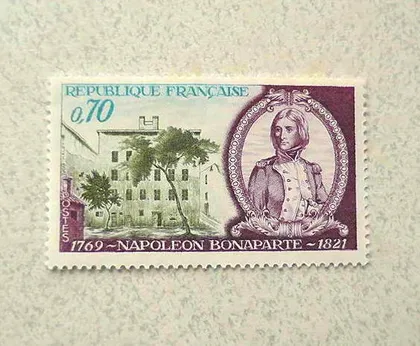 REPUBLIQUE FRANÇAISE
0,70
POSTES
1769~NAPOLEON BONAPARTE~1821